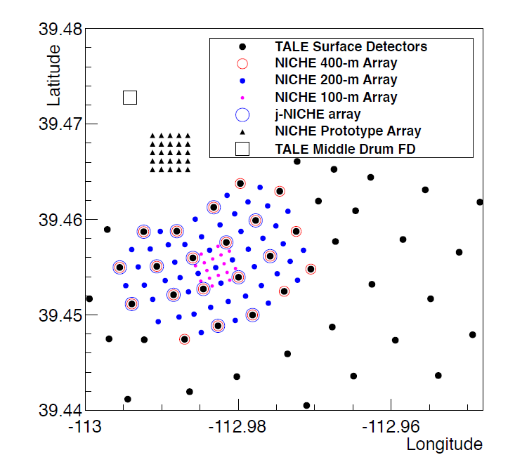 39.48
Latitude
TALE Surface Detectors
NICHE 400-m Array
NICHE 200-m Array
NICHE 100-m Array
j-NICHE array
NICHE Prototype Array
TALE Middle Drum FD
39.47
39.46
39.45
39.44
-113
-112.98
-112.96
Longitude